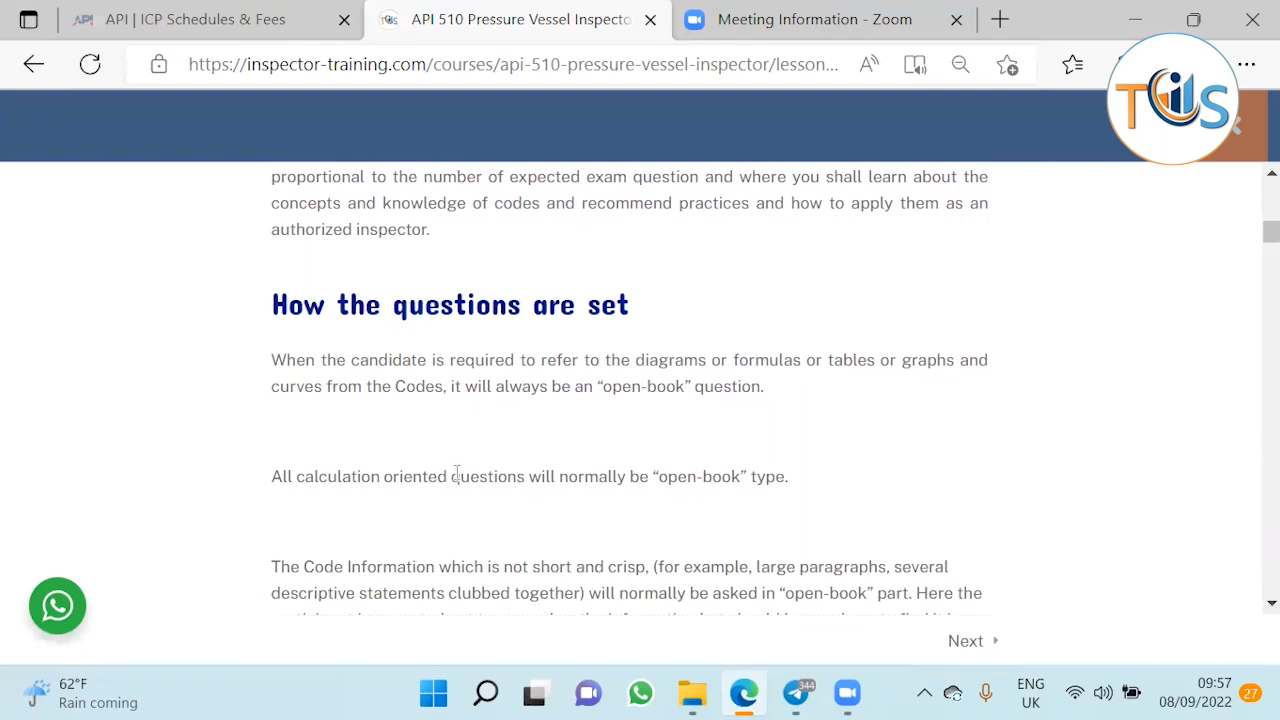 API | ICP Schedules & Fees
API 510 Pressure Vessel Inspecto
Meeting Information - Zoom
https://inspector-training.com/courses/api-510-pressure-vessel-inspector/lesson...
TIS
proportional to the number of expected exam question and where you shall learn about the
concepts and knowledge of codes and recommend practices and how to apply them as an
authorized inspector.
How the questions are set
When the candidate is required to refer to the diagrams or formulas or tables or graphs and
curves from the Codes, it will always be an “open-book” question.
All calculation oriented questions will normally be “open-book” type.
The Code Information which is not short and crisp, (for example, large paragraphs, several
descriptive statements clubbed together) will normally be asked in “open-book” part. Here the
Next
62°F
Rain coming
344
ENG
UK
09:57
08/09/2022
27